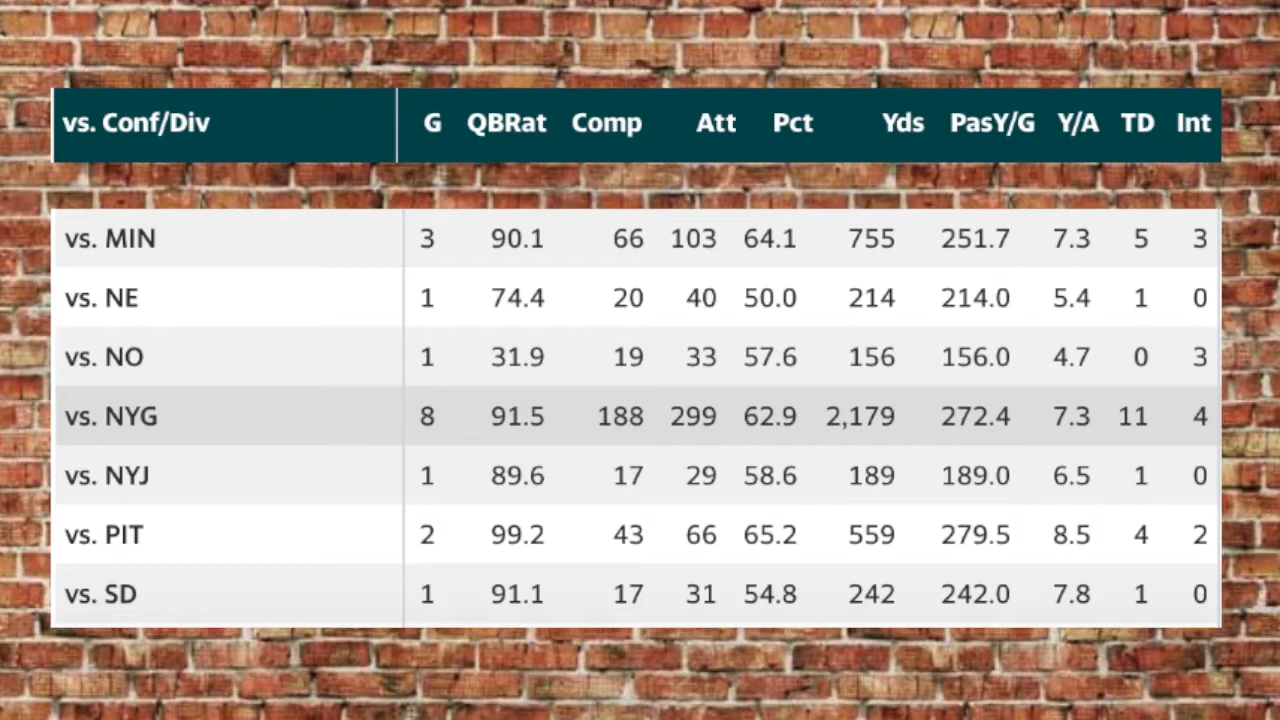 vs. Conf/Div G QBRat Comp Att Pct Yds PasY/G Y/A TD Int
vs. MIN 3 90.1 66 103 64.1 755 251.7 7.3 5 3
vs. NE 1 74.4 20 40 50.0 214 214.0 5.4 1 0
vs. NO 1 31.9 19 33 57.6 156 156.0 4.7 0 3
vs. NYG 8 91.5 188 299 62.9 2,179 272.4 7.3 11 4
vs. NYJ 1 89.6 17 29 58.6 189 189.0 6.5 1 0
vs. PIT 2 99.2 43 66 65.2 559 279.5 8.5 4 2
vs. SD 1 91.1 17 31 54.8 242 242.0 7.8 1 0